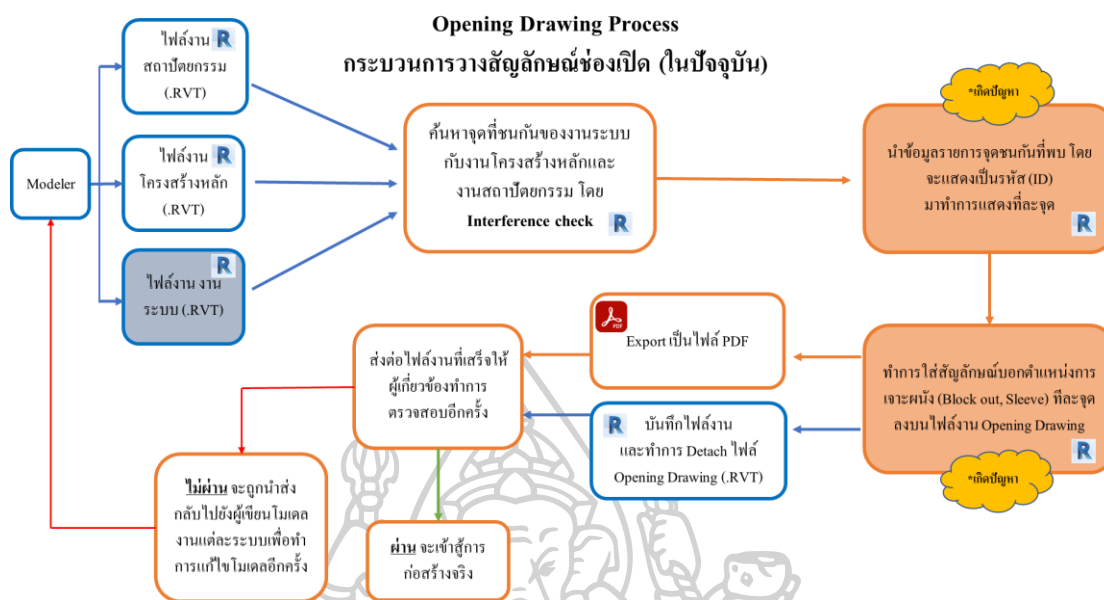 Opening Drawing Process
กระบวนการวางสัญลักษณ์ช่องเปิด (ในปัจจุบัน)
ไฟล์งาน
สถาปัตยกรรม
(.RVT)
Modeler
ไฟล์งาน
โครงสร้างหลัก
(.RVT)
ไฟล์งาน งาน
ระบบ (.RVT)
ค้นหาจุดที่ชนกันของงานระบบ
กับงานโครงสร้างหลักและ
งานสถาปัตยกรรม โดย
Interference check
*เกิดปัญหา
นำข้อมูลรายการจุดชนกันที่พบ โดย
จะแสดงเป็นรหัส (ID)
มาทำการแสดงที่ละจุด
ทำการใส่สัญลักษณ์บอกตำแหน่งการ
เจาะผนัง (Block out, Sleeve) ทีละจุด
ลงบนไฟล์งาน Opening Drawing
*เกิดปัญหา
PDF
Export เป็นไฟล์ PDF
บันทึกไฟล์งาน
และทำการ Detach ไฟล์
Opening Drawing (.RVT)
ส่งต่อไฟล์งานที่เสร็จให้
ผู้เกี่ยวข้องทำการ
ตรวจสอบอีกครั้ง
ไม่ผ่าน จะถูกนำส่ง
กลับไปยังผู้เขียนโมเดล
งานแต่ละระบบเพื่อทำ
การแก้ไขโมเดลอีกครั้ง
ผ่าน จะเข้าสู้การ
ก่อสร้างจริง